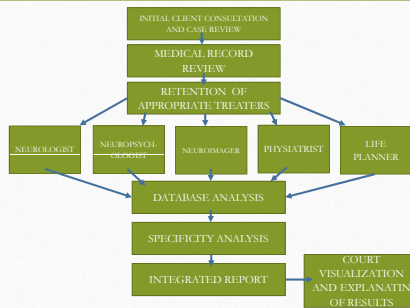 INITIAL CLIENT CONSULTATION
AND CASE REVIEW
MEDICAL RECORD
REVIEW
RETENTION OF
APPROPRIATE TREATERS
NEUROLOGIST
NEUROPSYCH-
OLOGIST
NEUROIMAGER
PHYSIATRIST
LIFE
PLANNER
DATABASE ANALYSIS
SPECIFICITY ANALYSIS
INTEGRATED REPORT
COURT
VISUALIZATION
AND EXPLANATIN
OF RESULTS